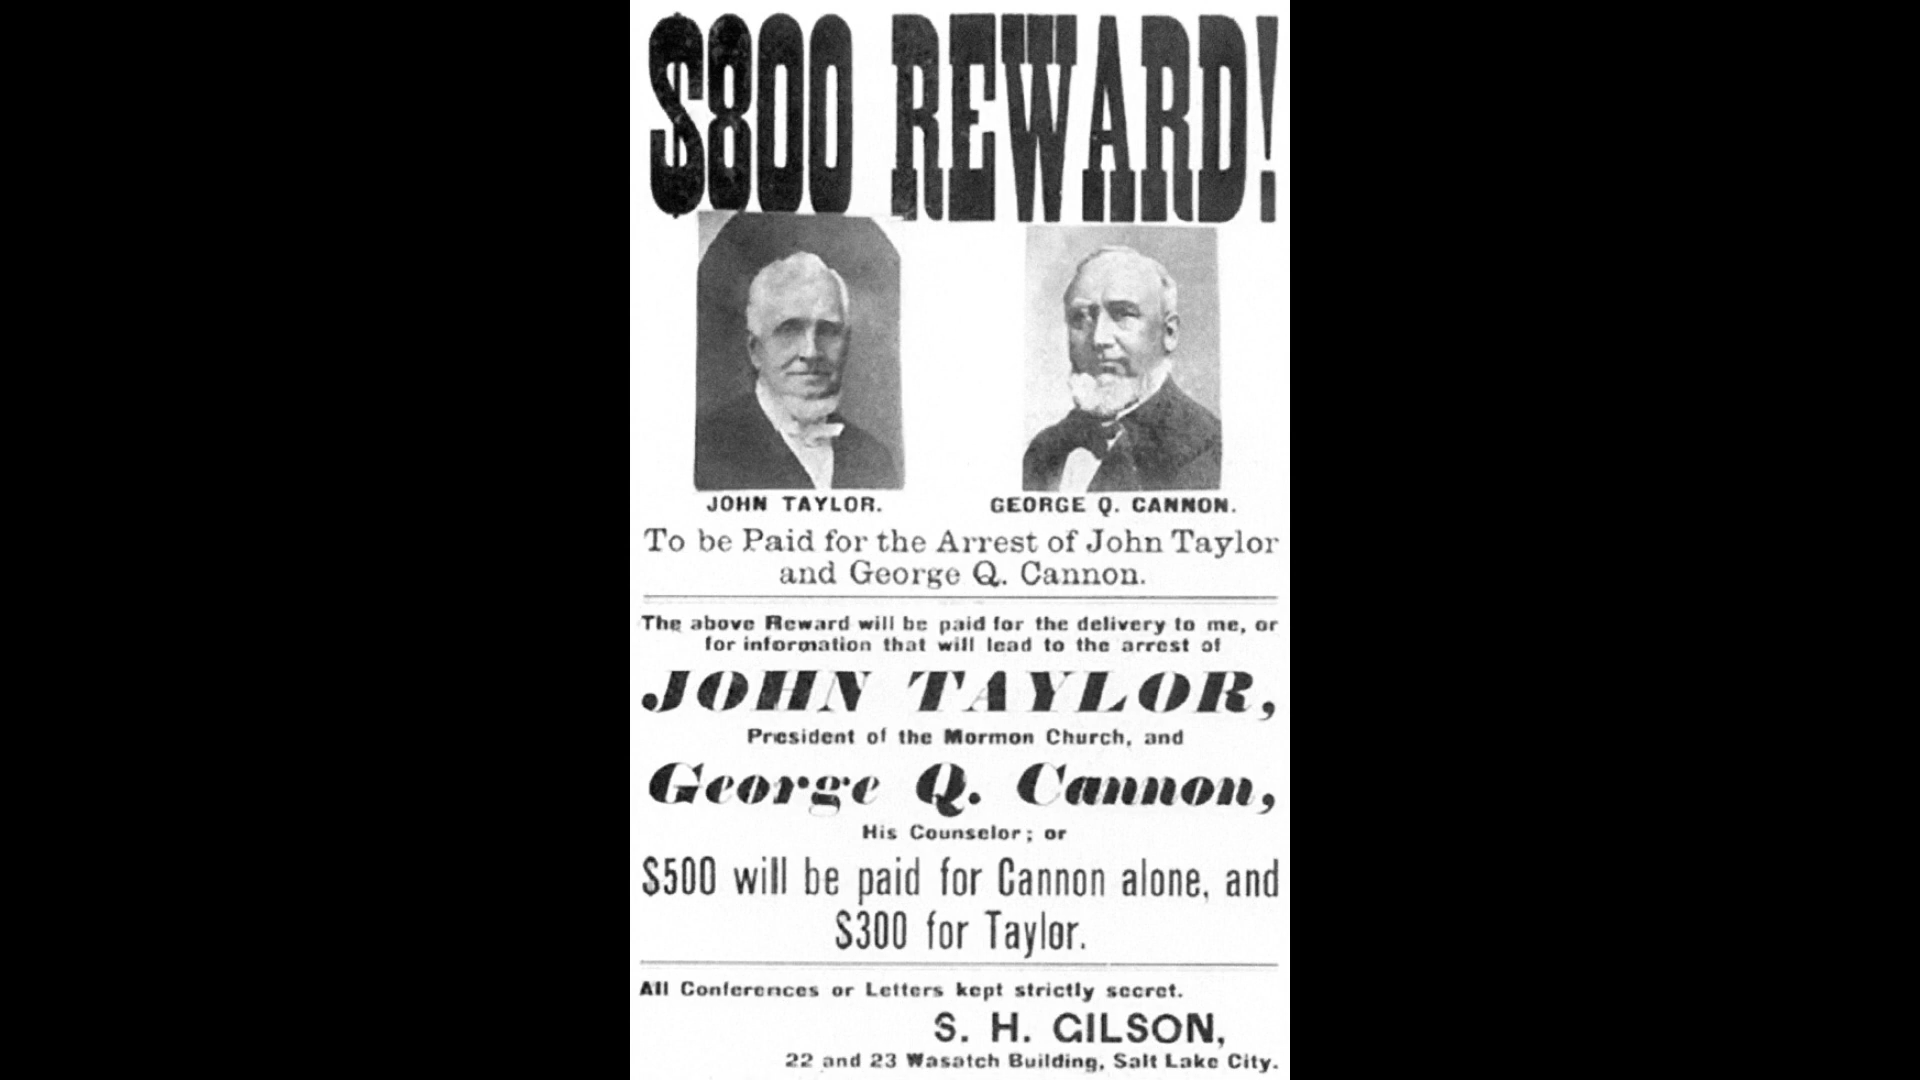 $800 REWARD!
JOHN TAYLOR.
GEORGE Q. CANNON.
To be Paid for the Arrest of John Taylor
and George Q. Cannon.
The above Reward will be paid for the delivery to me, or
for information that will lead to the arrest of
JOHN TAYLOR,
President of the Mormon Church, and
George Q. Cannon,
His Counselor; or
$500 will be paid for Cannon alone, and
$300 for Taylor.
All Conferences or Letters kept strictly secret.
S. H. GILSON,
22 and 23 Wasatch Building, Salt Lake City.